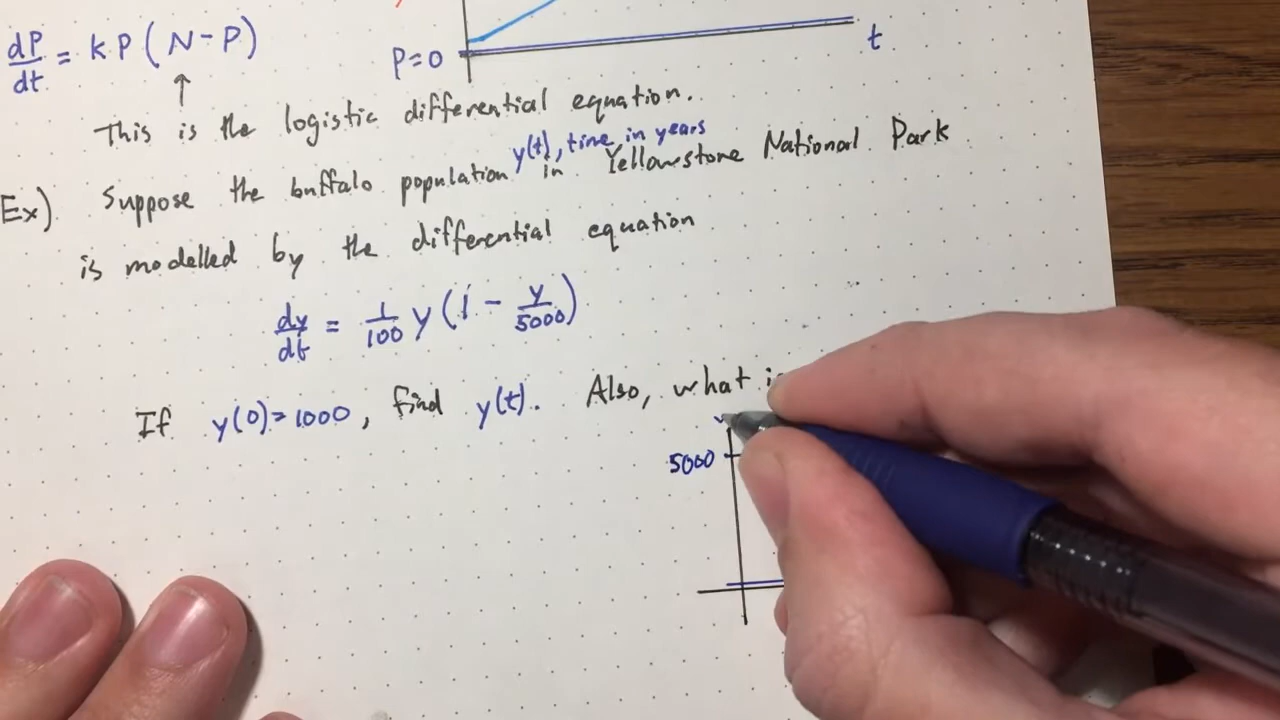 dP/dt = kP(N-P)
P=0
t
This is the logistic differential equation.
y(t), time in years
Ex) Suppose the buffalo population in Yellowstone National Park
is modelled by the differential equation
dy/dt = 1/100 y (1 - y/5000)
If y(0)=1000, find y(t). Also, what
5000